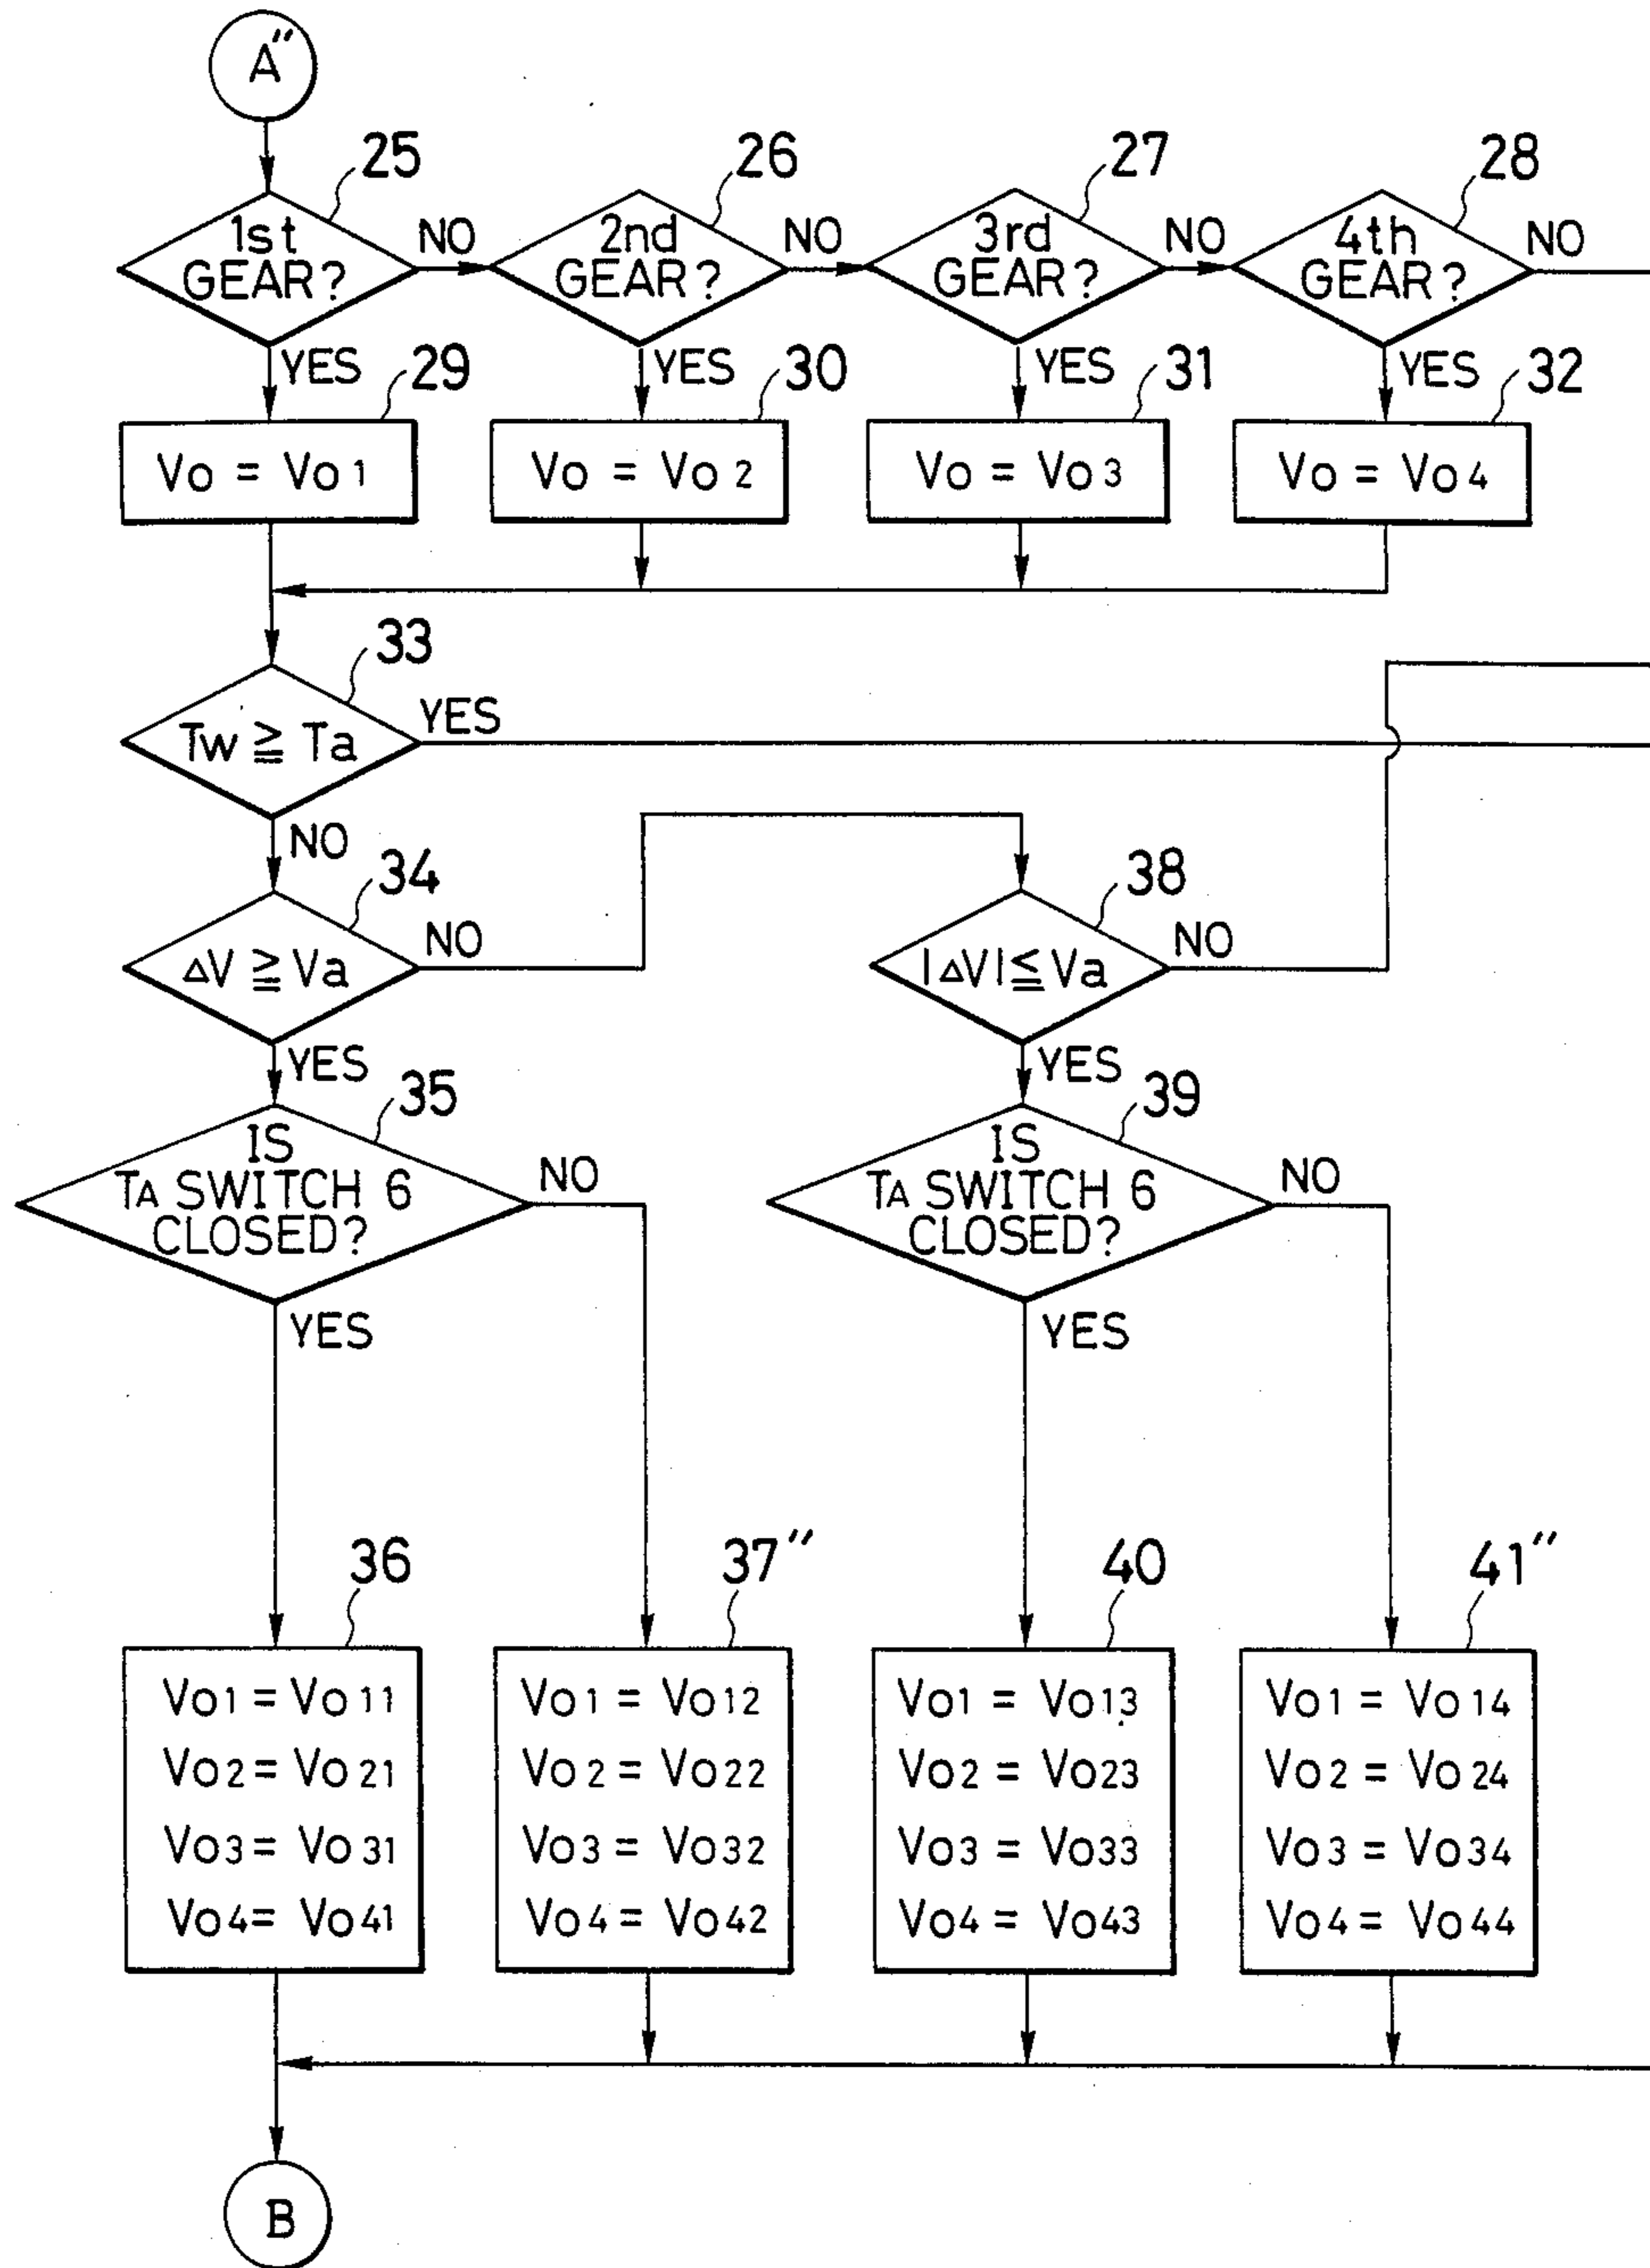 A″
25
26
27
28
1st
GEAR?
NO
2nd
GEAR?
NO
3rd
GEAR?
NO
4th
GEAR?
NO
YES
29
YES
30
YES
31
YES
32
Vo = Vo1
Vo = Vo2
Vo = Vo3
Vo = Vo4
33
Tw ≧ Ta
YES
NO
34
ΔV ≧ Va
NO
38
|ΔV| ≦ Va
NO
YES
YES
35
IS
TA SWITCH 6
CLOSED?
NO
39
IS
TA SWITCH 6
CLOSED?
NO
YES
YES
36
37″
40
41″
Vo1 = Vo11
Vo2 = Vo21
Vo3 = Vo31
Vo4 = Vo41
Vo1 = Vo12
Vo2 = Vo22
Vo3 = Vo32
Vo4 = Vo42
Vo1 = Vo13
Vo2 = Vo23
Vo3 = Vo33
Vo4 = Vo43
Vo1 = Vo14
Vo2 = Vo24
Vo3 = Vo34
Vo4 = Vo44
B